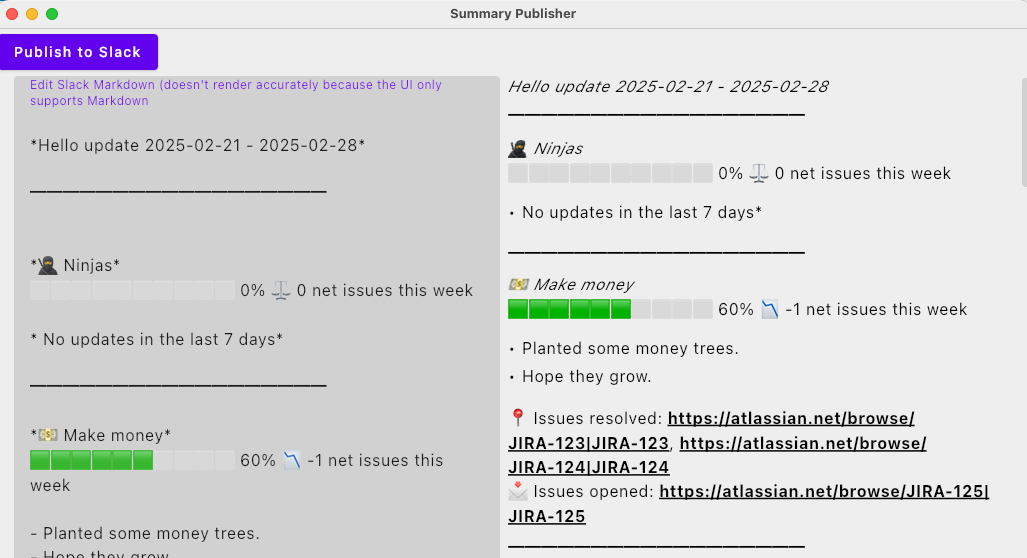 Summary Publisher
Publish to Slack
Edit Slack Markdown (doesn't render accurately because the UI only
supports Markdown
*Hello update 2025-02-21 - 2025-02-28*
*🥷 Ninjas*
⬜⬜⬜⬜⬜⬜⬜⬜⬜⬜ 0% ⚖️ 0 net issues this week
* No updates in the last 7 days*
*💵 Make money*
🟩🟩🟩🟩🟩🟩⬜⬜⬜⬜ 60% 📉 -1 net issues this
week
- Planted some money trees.
- Hope they grow.
Hello update 2025-02-21 - 2025-02-28
🥷 Ninjas
⬜⬜⬜⬜⬜⬜⬜⬜⬜⬜ 0% ⚖️ 0 net issues this week
• No updates in the last 7 days*
💵 Make money
🟩🟩🟩🟩🟩🟩⬜⬜⬜⬜ 60% 📉 -1 net issues this week
• Planted some money trees.
• Hope they grow.
📍 Issues resolved: https://atlassian.net/browse/
JIRA-123|JIRA-123, https://atlassian.net/browse/
JIRA-124|JIRA-124
📩 Issues opened: https://atlassian.net/browse/JIRA-125|
JIRA-125